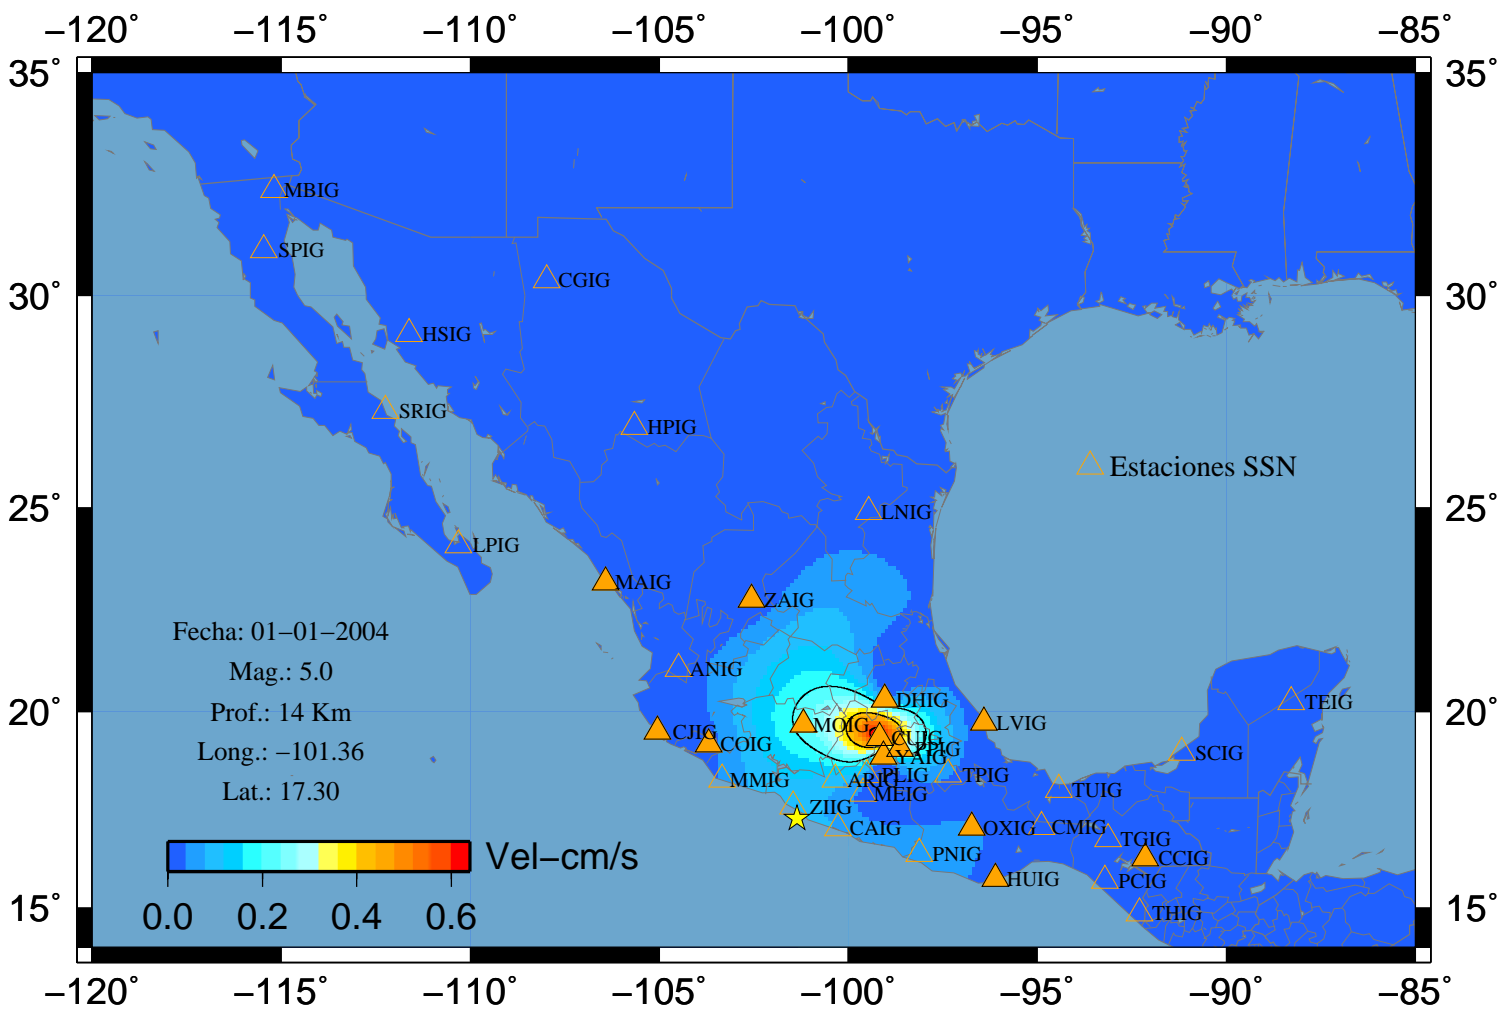 −120˚ −115˚ −110˚ −105˚ −100˚ −95˚ −90˚ −85˚
35˚ 35˚
MBIG
SPIG
CGIG
30˚ 30˚
HSIG
SRIG
HPIG
Estaciones SSN
25˚ 25˚
LNIG
LPIG
MAIG
ZAIG
Fecha: 01−01−2004
Mag.: 5.0
ANIG
DHIG
TEIG
Prof.: 14 Km
20˚ 20˚
MOIG
LVIG
CJIG
COIG
CUIG
PPIG
YAIG
SCIG
Long.: −101.36
MMIG
ARIG
PLIG
TPIG
Lat.: 17.30
MEIG
TUIG
ZIIG
CAIG
OXIG
CMIG
TGIG
Vel−cm/s
PNIG
CCIG
HUIG
PCIG
0.0 0.2 0.4 0.6
15˚ 15˚
THIG
−120˚ −115˚ −110˚ −105˚ −100˚ −95˚ −90˚ −85˚